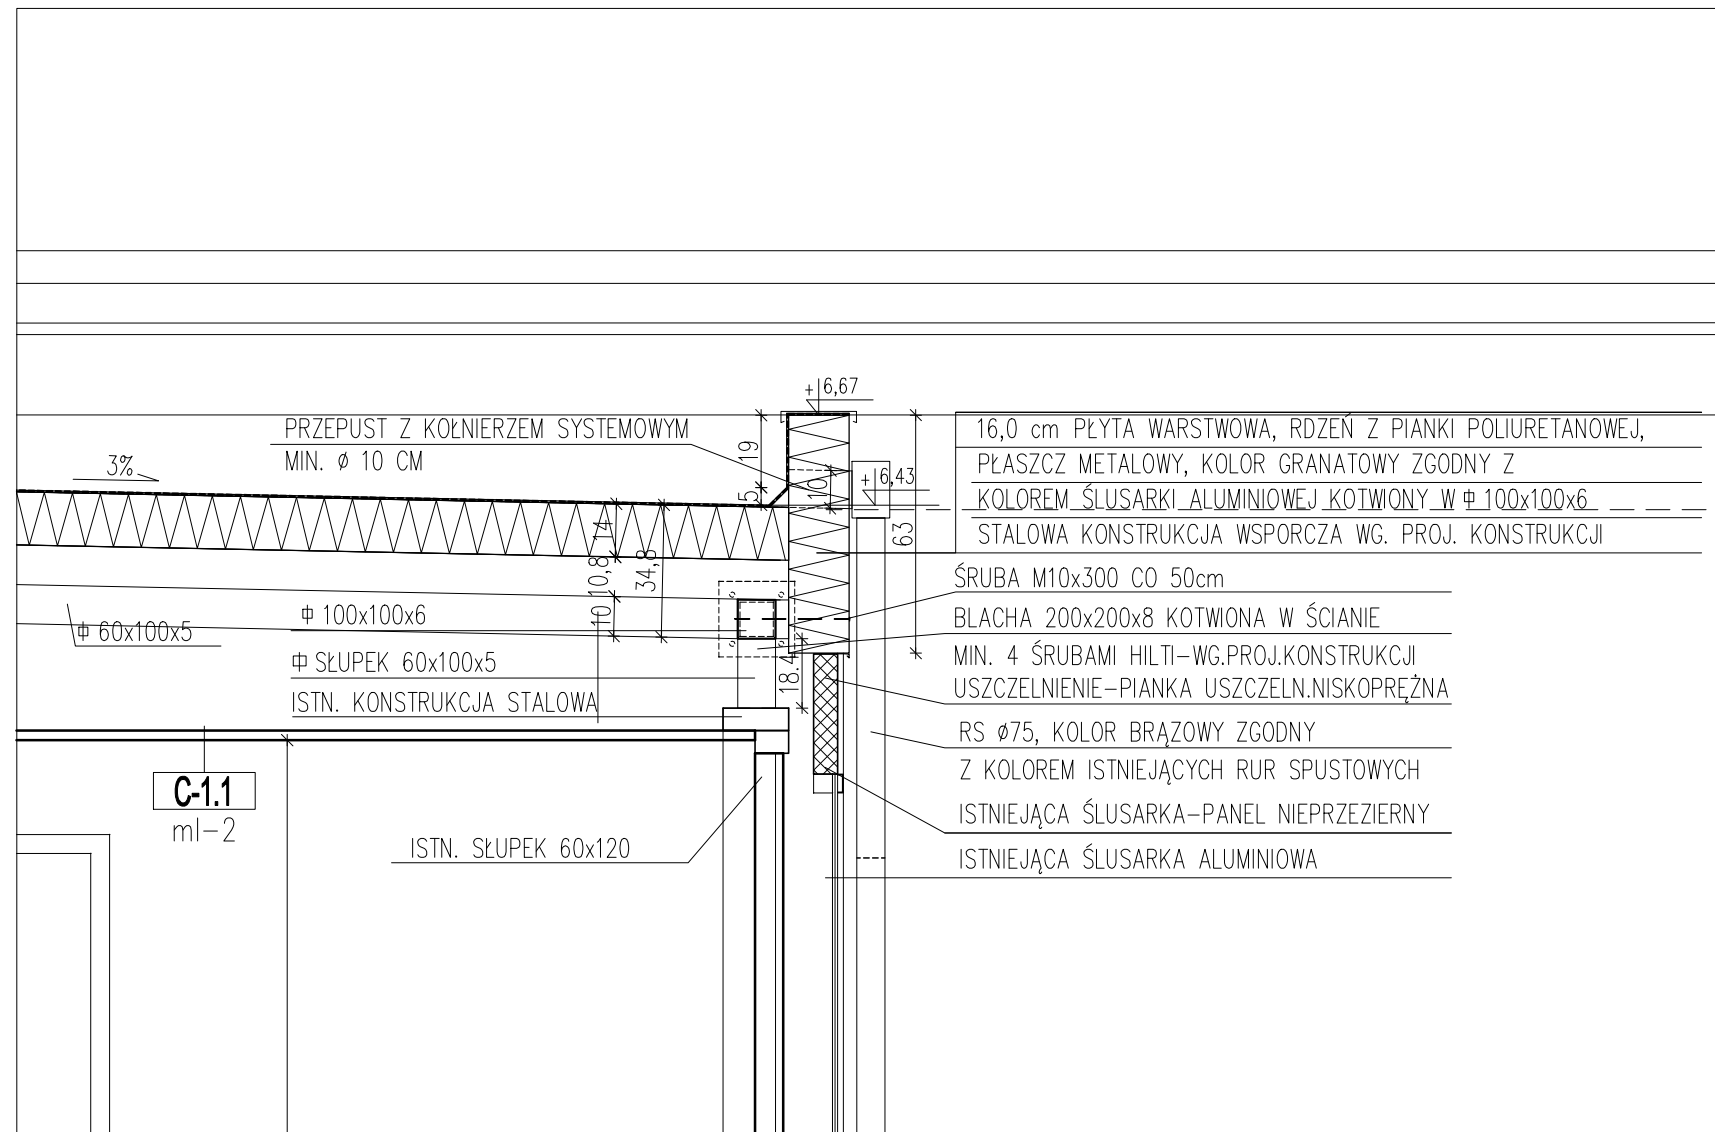 +6,67
PRZEPUST Z KOŁNIERZEM SYSTEMOWYM
MIN. ø 10 CM
3%
19
5
10
+6,43
63
14
10,8
10
34,8
18.4
16,0 cm PŁYTA WARSTWOWA, RDZEŃ Z PIANKI POLIURETANOWEJ,
PŁASZCZ METALOWY, KOLOR GRANATOWY ZGODNY Z
KOLOREM ŚLUSARKI ALUMINIOWEJ KOTWIONY W 100x100x6
STALOWA KONSTRUKCJA WSPORCZA WG. PROJ. KONSTRUKCJI
ŚRUBA M10x300 CO 50cm
BLACHA 200x200x8 KOTWIONA W ŚCIANIE
MIN. 4 ŚRUBAMI HILTI-WG.PROJ.KONSTRUKCJI
USZCZELNIENIE-PIANKA USZCZELN.NISKOPRĘŻNA
RS ø75, KOLOR BRĄZOWY ZGODNY
Z KOLOREM ISTNIEJĄCYCH RUR SPUSTOWYCH
ISTNIEJĄCA ŚLUSARKA-PANEL NIEPRZEZIERNY
ISTNIEJĄCA ŚLUSARKA ALUMINIOWA
60x100x5
100x100x6
SŁUPEK 60x100x5
ISTN. KONSTRUKCJA STALOWA
C-1.1
ml-2
ISTN. SŁUPEK 60x120